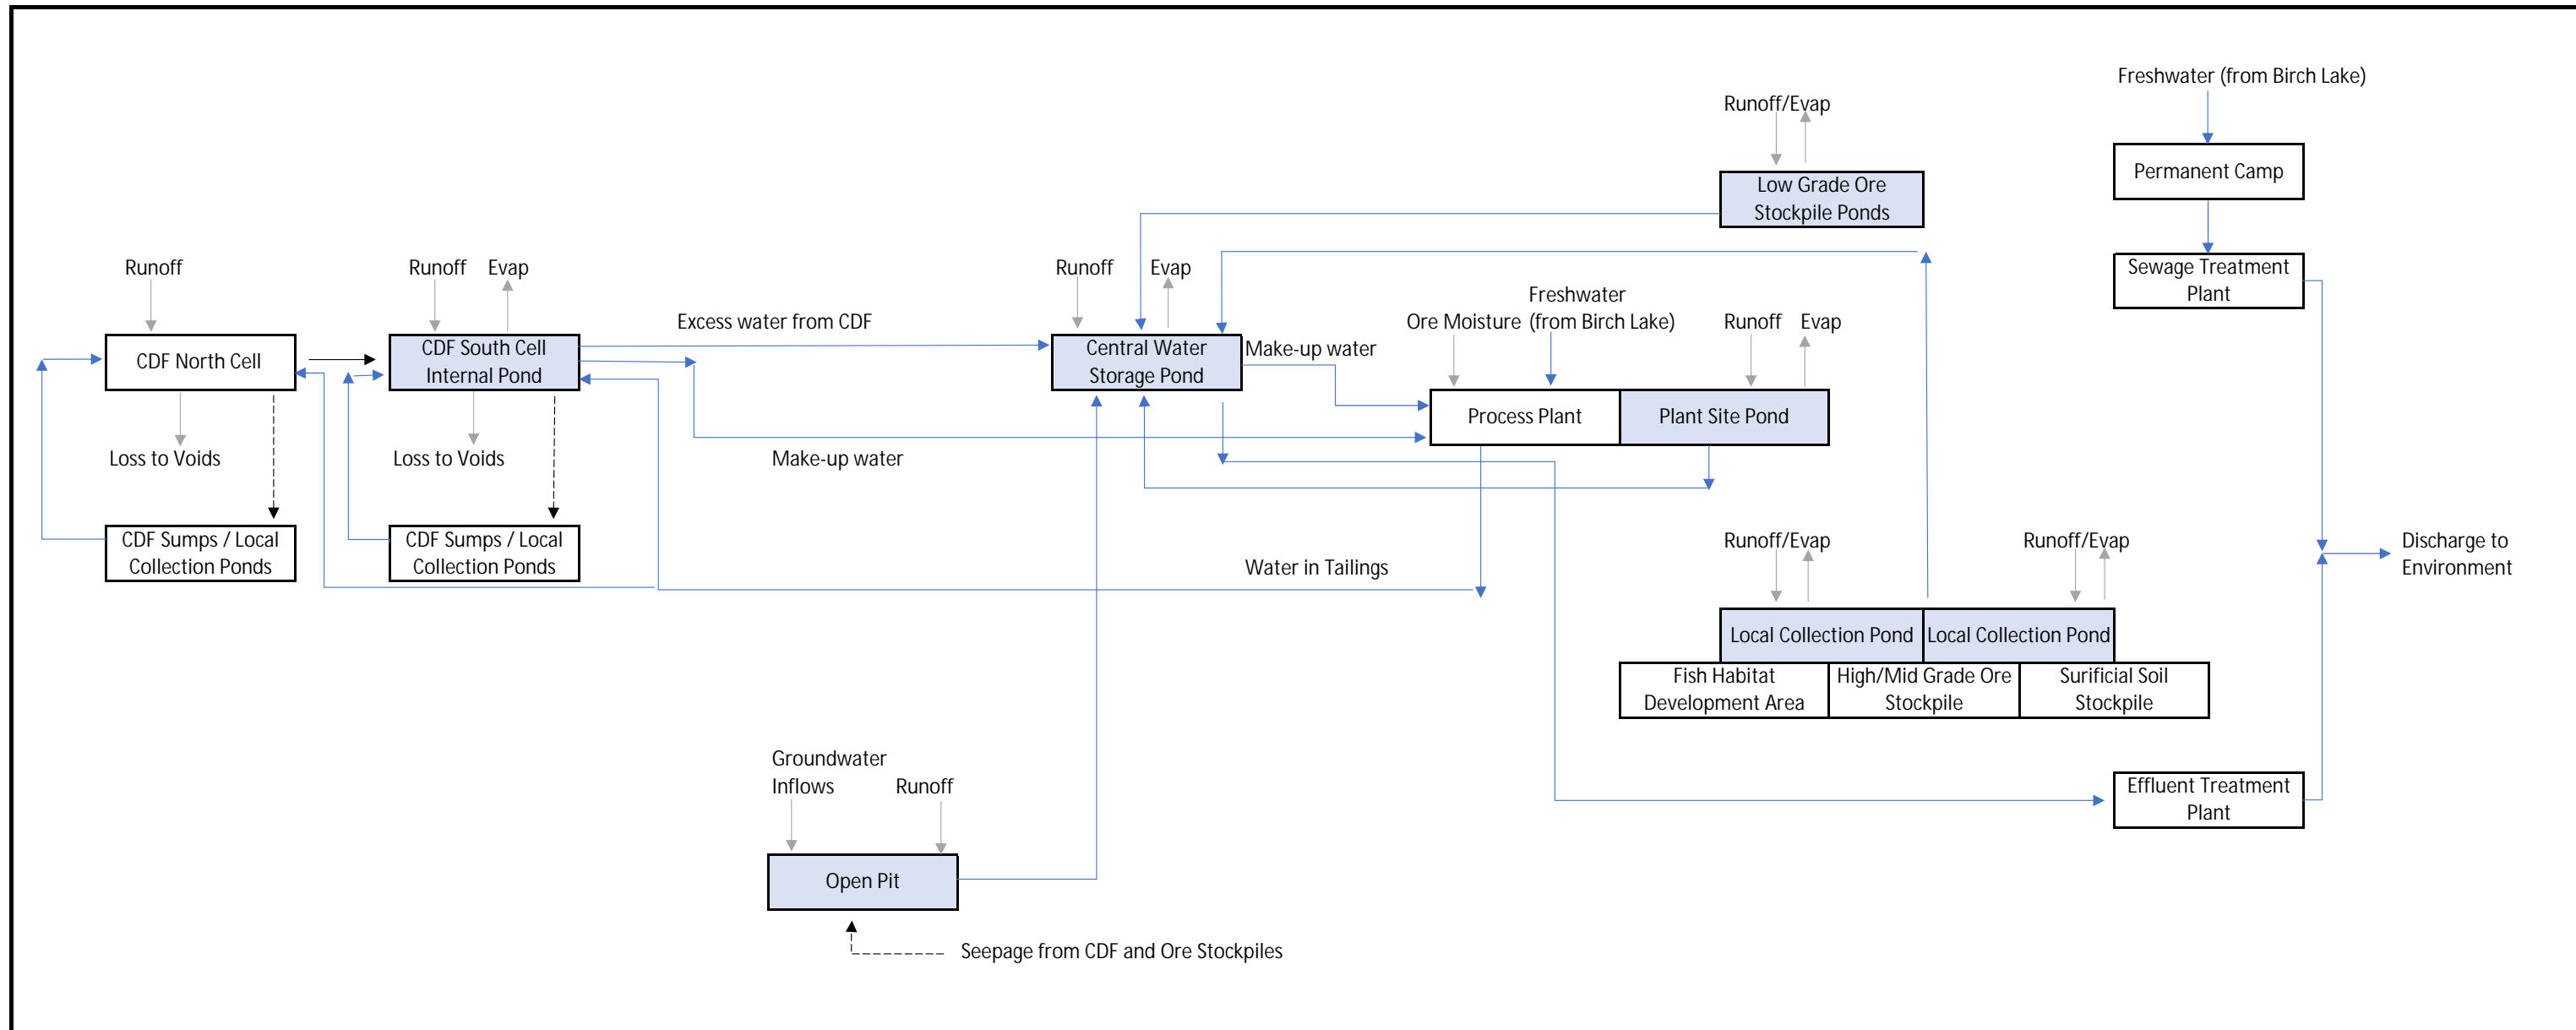 Freshwater (from Birch Lake)
Runoff/Evap
Permanent Camp
Low Grade Ore
Stockpile Ponds
Sewage Treatment
Plant
Runoff
Runoff
Evap
Runoff
Evap
Excess water from CDF
Freshwater
Ore Moisture
(from Birch Lake)
Runoff
Evap
CDF North Cell
CDF South Cell
Internal Pond
Central Water
Storage Pond
Make-up water
Process Plant
Plant Site Pond
Loss to Voids
Loss to Voids
Make-up water
CDF Sumps / Local
Collection Ponds
CDF Sumps / Local
Collection Ponds
Water in Tailings
Runoff/Evap
Runoff/Evap
Discharge to
Environment
Local Collection Pond
Local Collection Pond
Fish Habitat
Development Area
High/Mid Grade Ore
Stockpile
Surificial Soil
Stockpile
Groundwater
Inflows
Runoff
Effluent Treatment
Plant
Open Pit
Seepage from CDF and Ore Stockpiles